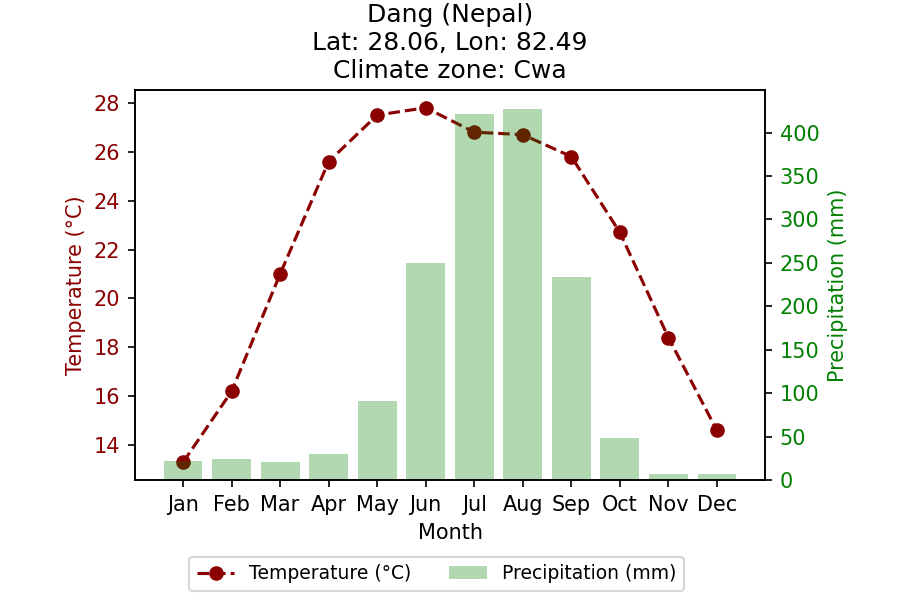 Dang (Nepal)
Lat: 28.06, Lon: 82.49
Climate zone: Cwa
28
26
24
22
20
18
16
14
Temperature (°C)
400
350
300
250
200
150
100
50
0
Precipitation (mm)
Jan Feb Mar Apr May Jun Jul Aug Sep Oct Nov Dec
Month
Temperature (°C) Precipitation (mm)